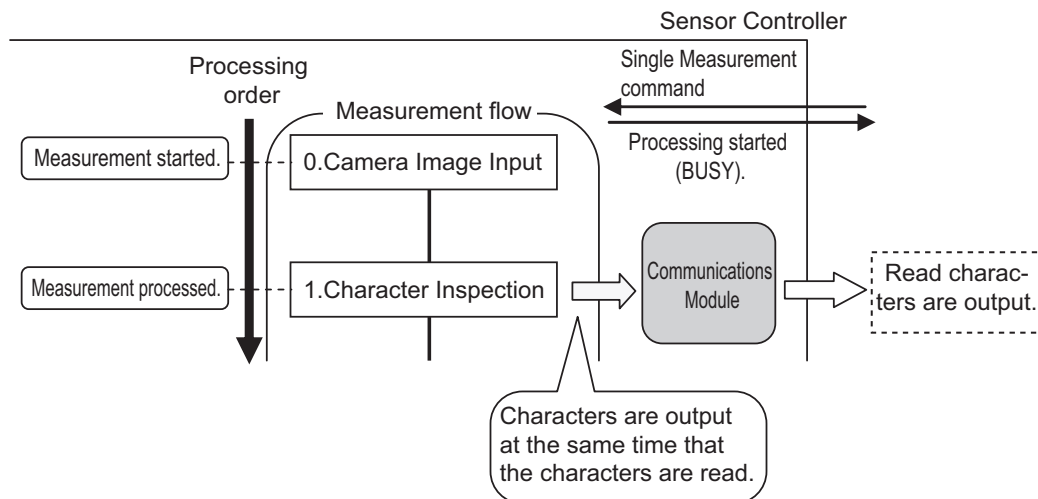 Sensor Controller
Processing
order
Single Measurement
command
Measurement flow
Processing started
(BUSY).
Measurement started.
0.Camera Image Input
Measurement processed.
1.Character Inspection
Communications
Module
Read charac-
ters are output.
Characters are output
at the same time that
the characters are read.